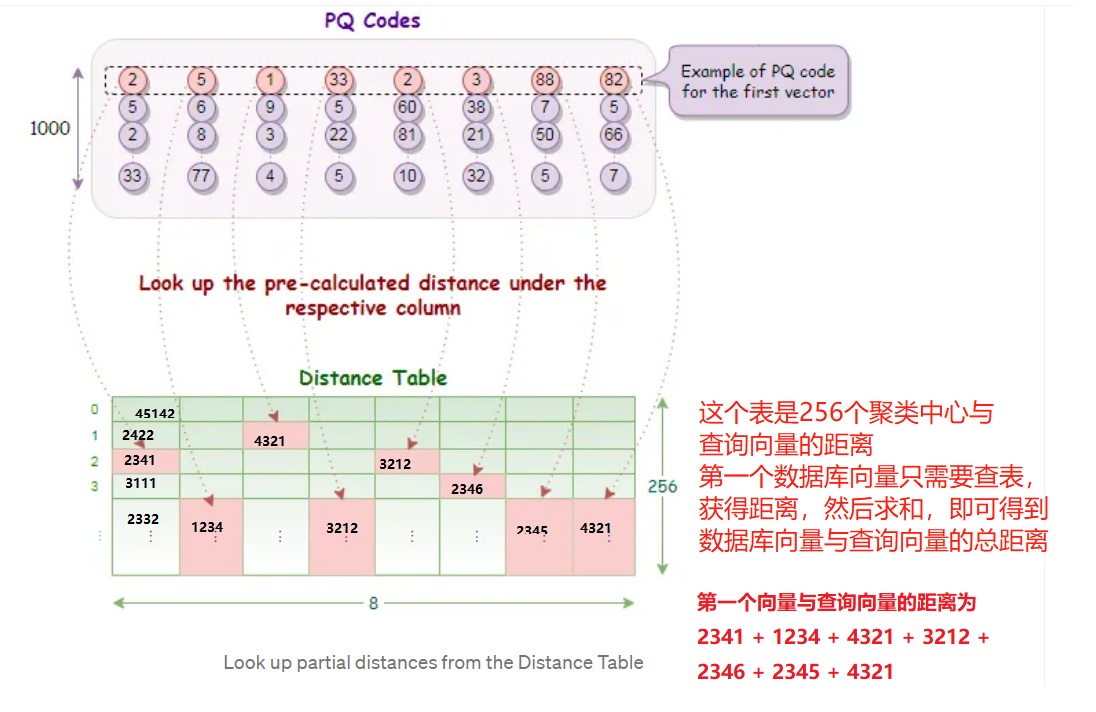 PQ Codes
2 5 1 33 2 3 88 82
Example of PQ code
for the first vector
5 6 9 5 60 38 7 5
1000
2 8 3 22 81 21 50 66
33 77 4 5 10 32 5 7
Look up the pre-calculated distance under the
respective column
Distance Table
0 45142
1 2422 4321
2 2341 3212
3 3111 2346
256
2332 1234 3212 2345 4321
8
Look up partial distances from the Distance Table
这个表是256个聚类中心与
查询向量的距离
第一个数据库向量只需要查表，
获得距离，然后求和，即可得到
数据库向量与查询向量的总距离
第一个向量与查询向量的距离为
2341 + 1234 + 4321 + 3212 +
2346 + 2345 + 4321